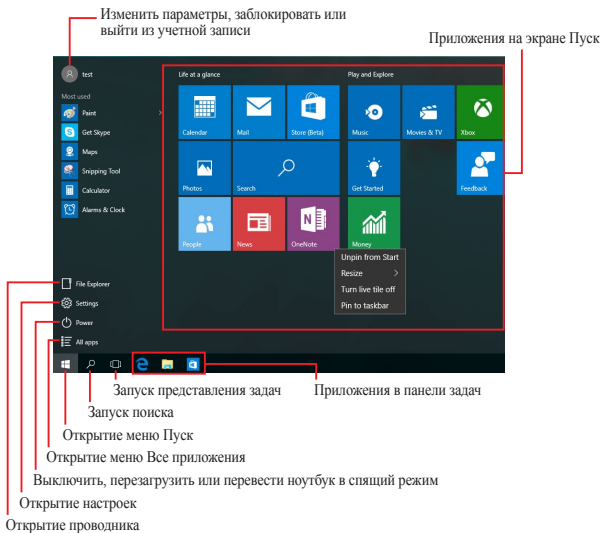 Изменить параметры, заблокировать или
выйти из учетной записи
Приложения на экране Пуск
test
Most used
Paint
Get Skype
Maps
Snipping Tool
Calculator
Alarms & Clock
File Explorer
Settings
Power
All apps
Life at a glance
Play and Explore
Calendar
Mail
Store (Beta)
Music
Movies & TV
Xbox
Photos
Search
Get Started
Feedback
People
News
OneNote
Money
Unpin from Start
Resize
Turn live tile off
Pin to taskbar
Запуск представления задач
Приложения в панели задач
Запуск поиска
Открытие меню Пуск
Открытие меню Все приложения
Выключить, перезагрузить или перевести ноутбук в спящий режим
Открытие настроек
Открытие проводника